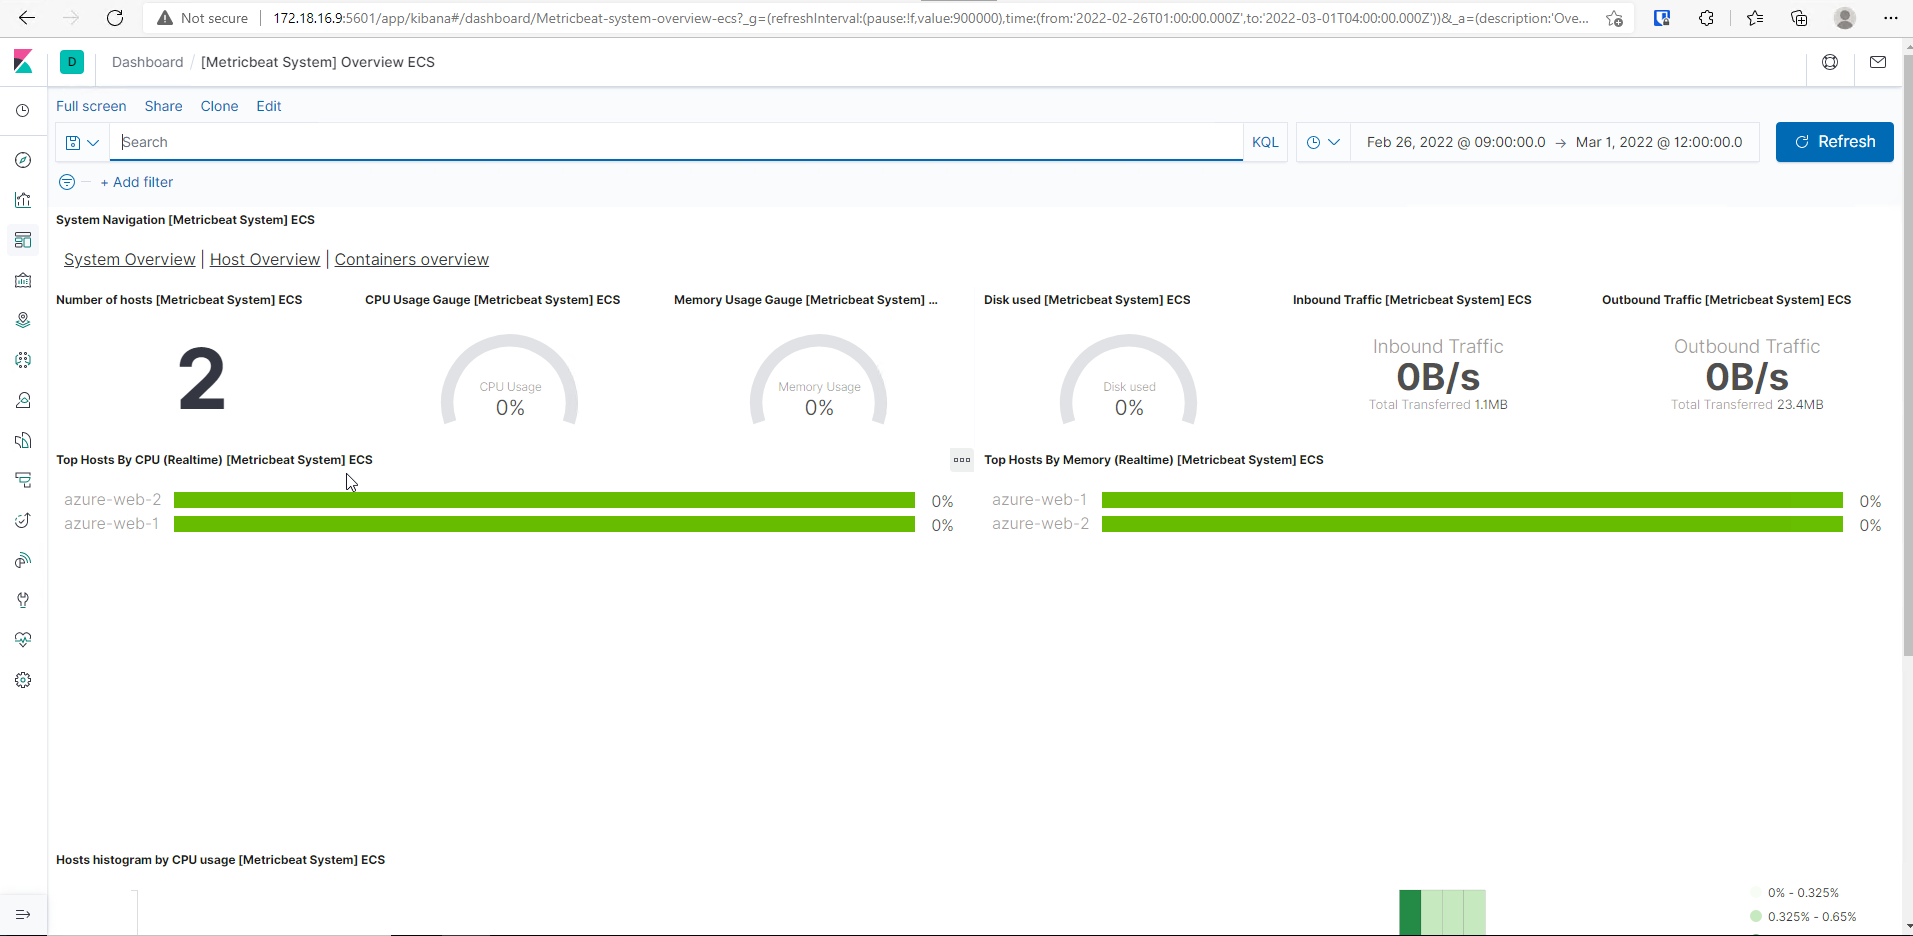 Not secure
172.18.16.9:5601/app/kibana#/dashboard/Metricbeat-system-overview-ecs?_g=(refreshInterval:(pause:!f,value:900000),time:(from:'2022-02-26T01:00:00.000Z',to:'2022-03-01T04:00:00.000Z'))&_a=(description:'Ove...
D
Dashboard / [Metricbeat System] Overview ECS
Full screen Share Clone Edit
Search
KQL
Feb 26, 2022 @ 09:00:00.0 → Mar 1, 2022 @ 12:00:00.0
Refresh
+ Add filter
System Navigation [Metricbeat System] ECS
System Overview | Host Overview | Containers overview
Number of hosts [Metricbeat System] ECS
2
CPU Usage Gauge [Metricbeat System] ECS
CPU Usage
0%
Memory Usage Gauge [Metricbeat System] ...
Memory Usage
0%
Disk used [Metricbeat System] ECS
Disk used
0%
Inbound Traffic [Metricbeat System] ECS
Inbound Traffic
0B/s
Total Transferred 1.1MB
Outbound Traffic [Metricbeat System] ECS
Outbound Traffic
0B/s
Total Transferred 23.4MB
Top Hosts By CPU (Realtime) [Metricbeat System] ECS
azure-web-2 0%
azure-web-1 0%
Top Hosts By Memory (Realtime) [Metricbeat System] ECS
azure-web-1 0%
azure-web-2 0%
Hosts histogram by CPU usage [Metricbeat System] ECS
0% - 0.325%
0.325% - 0.65%